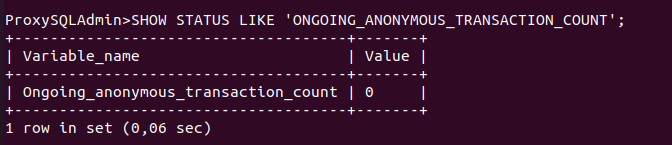 ProxySQLAdmin>SHOW STATUS LIKE 'ONGOING_ANONYMOUS_TRANSACTION_COUNT';
+-------------------------------------+-------+
| Variable_name                       | Value |
+-------------------------------------+-------+
| Ongoing_anonymous_transaction_count | 0     |
+-------------------------------------+-------+
1 row in set (0,06 sec)